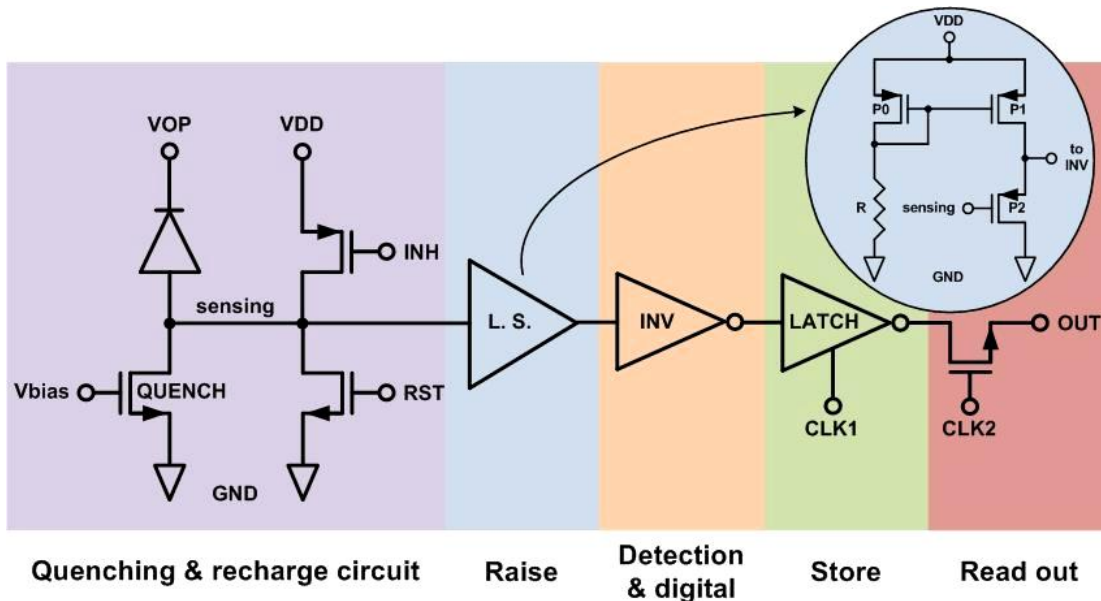 VDD
P0
P1
to
INV
R
sensing
P2
GND
VOP
VDD
INH
sensing
L. S.
INV
LATCH
OUT
Vbias
QUENCH
RST
CLK1
CLK2
GND
Quenching & recharge circuit
Raise
Detection
& digital
Store
Read out